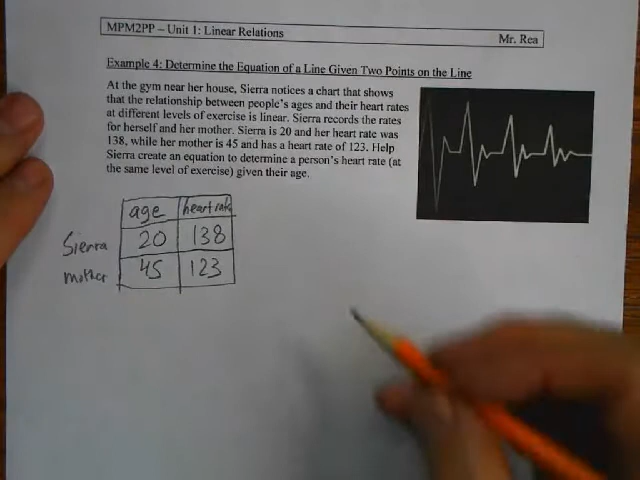 MPM2PP – Unit 1: Linear Relations
Mr. Rea
Example 4: Determine the Equation of a Line Given Two Points on the Line
At the gym near her house, Sierra notices a chart that shows
that the relationship between people's ages and their heart rates
at different levels of exercise is linear. Sierra records the rates
for herself and her mother. Sierra is 20 and her heart rate was
138, while her mother is 45 and has a heart rate of 123. Help
Sierra create an equation to determine a person's heart rate (at
the same level of exercise) given their age.
age heart rate
Sierra 20 138
mother 45 123